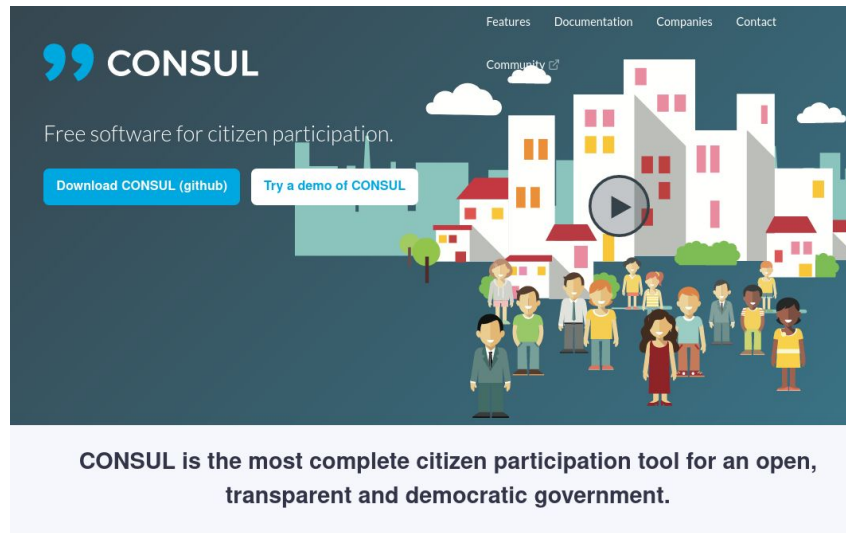 Features Documentation Companies Contact
CONSUL
Community
Free software for citizen participation.
Download CONSUL (github) Try a demo of CONSUL
CONSUL is the most complete citizen participation tool for an open,
transparent and democratic government.